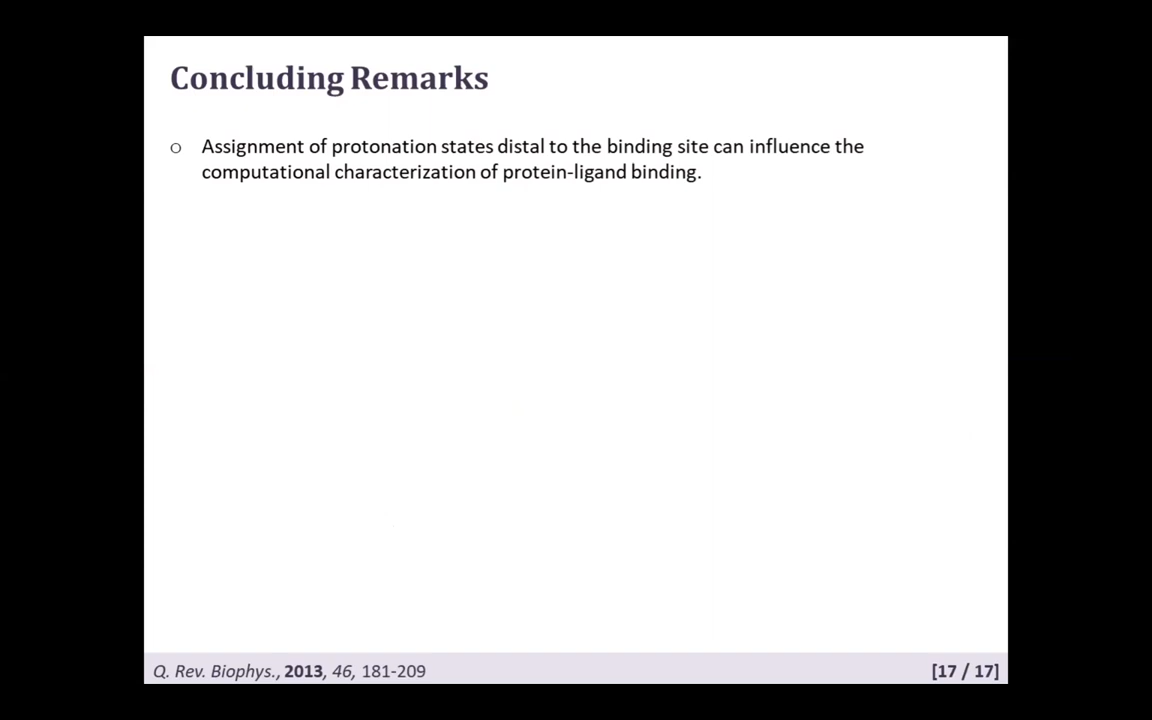 Concluding Remarks
○ Assignment of protonation states distal to the binding site can influence the
computational characterization of protein-ligand binding.
Q. Rev. Biophys., 2013, 46, 181-209
[17 / 17]